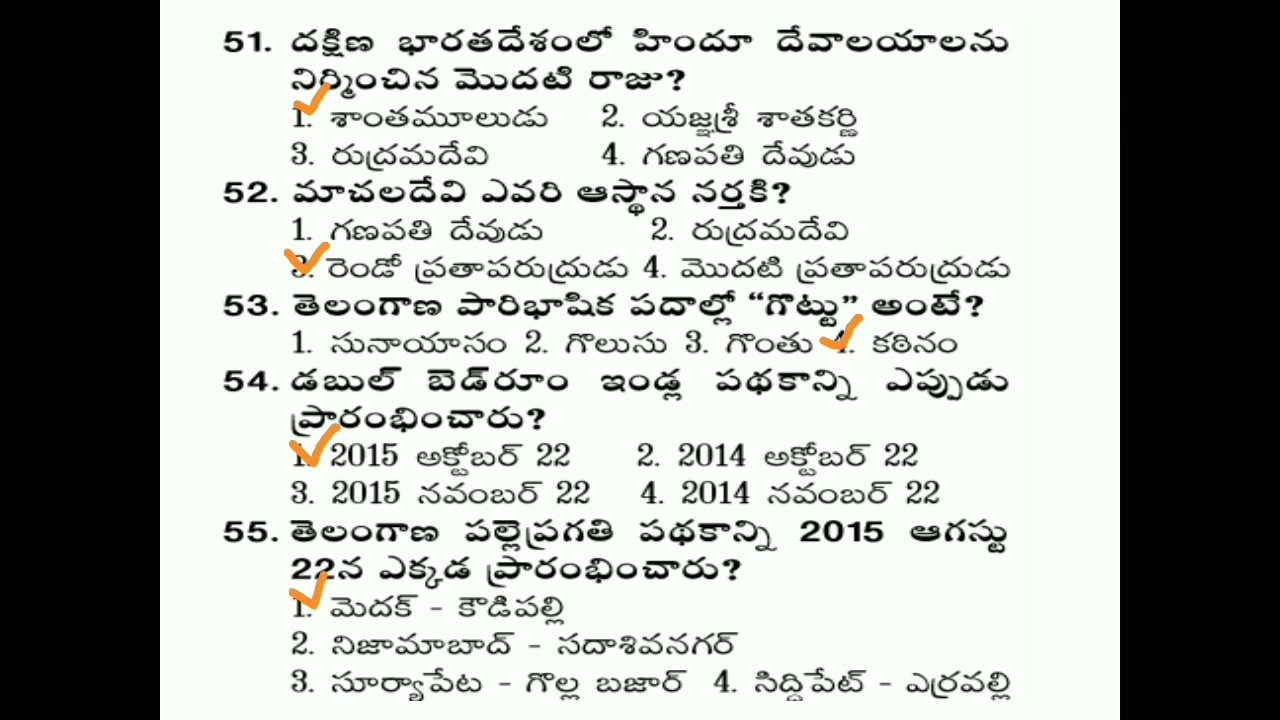 51. దక్షిణ భారతదేశంలో హిందూ దేవాలయాలను
నిర్మించిన మొదటి రాజు?
1. శాంతమూలుడు 2. యజ్ఞశ్రీ శాతకర్ణి
3. రుద్రమదేవి 4. గణపతి దేవుడు
52. మాచలదేవి ఎవరి ఆస్థాన నర్తకి?
1. గణపతి దేవుడు 2. రుద్రమదేవి
3. రెండో ప్రతాపరుద్రుడు 4. మొదటి ప్రతాపరుద్రుడు
53. తెలంగాణ పారిభాషిక పదాల్లో “గొట్టు” అంటే?
1. సునాయాసం 2. గొలుసు 3. గొంతు 4. కఠినం
54. డబుల్ బెడ్‌రూం ఇండ్ల పథకాన్ని ఎప్పుడు
ప్రారంభించారు?
1. 2015 అక్టోబర్ 22 2. 2014 అక్టోబర్ 22
3. 2015 నవంబర్ 22 4. 2014 నవంబర్ 22
55. తెలంగాణ పల్లెప్రగతి పథకాన్ని 2015 ఆగస్టు
22న ఎక్కడ ప్రారంభించారు?
1. మెదక్ - కౌడిపల్లి
2. నిజామాబాద్ - సదాశివనగర్
3. సూర్యాపేట - గొల్ల బజార్ 4. సిద్దిపేట్ - ఎర్రవల్లి